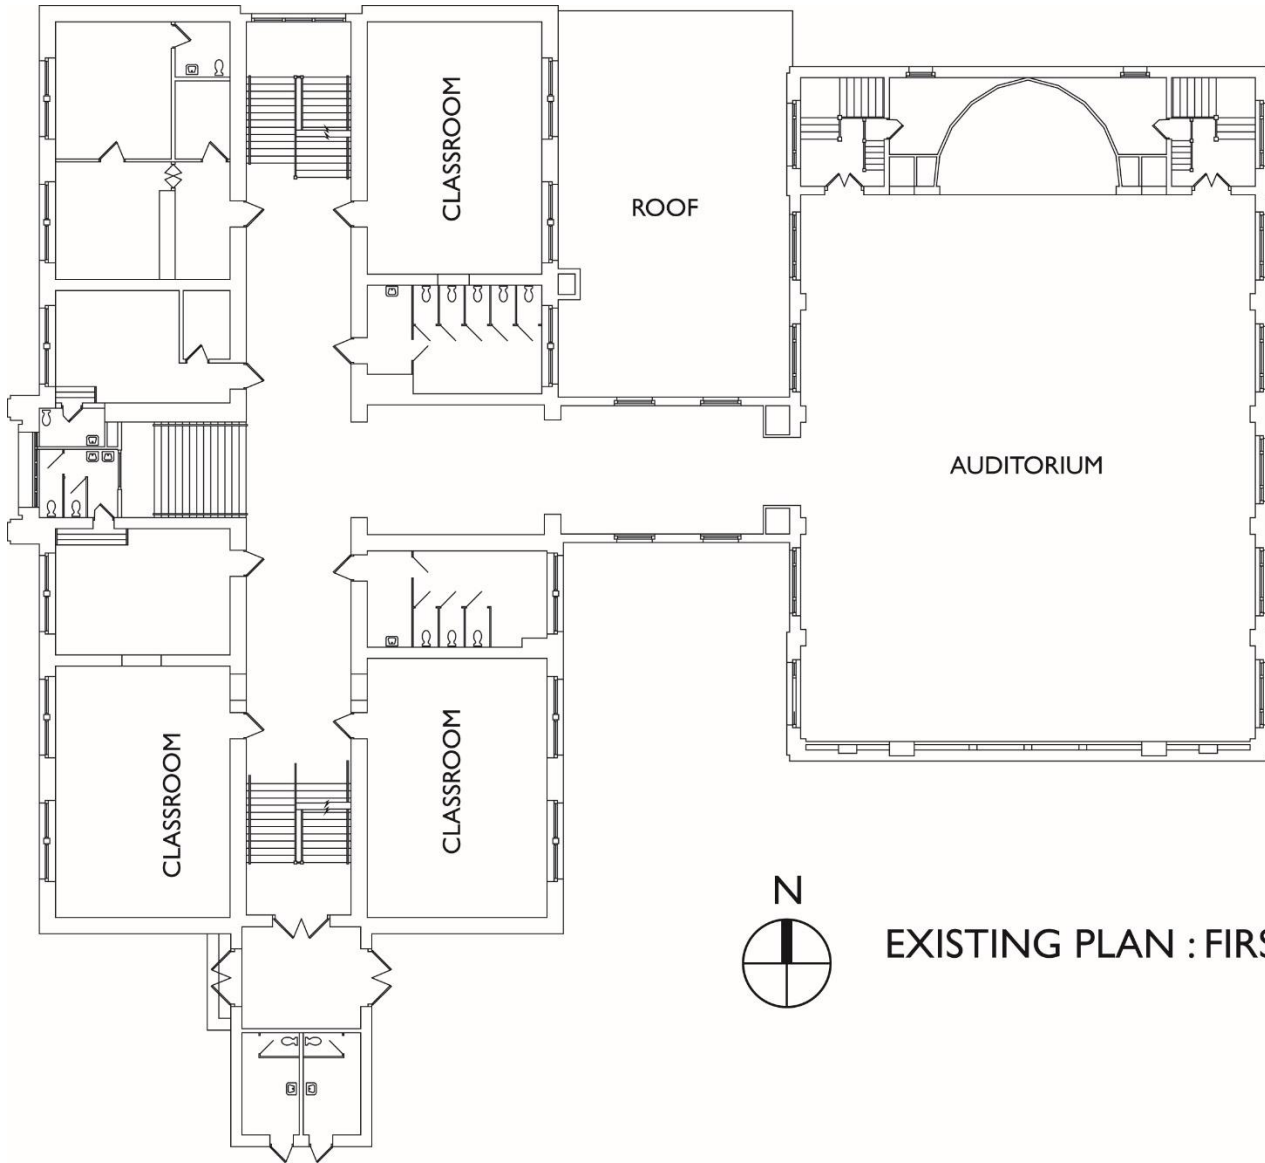 CLASSROOM
ROOF
AUDITORIUM
CLASSROOM
CLASSROOM
N
EXISTING PLAN : FIRS